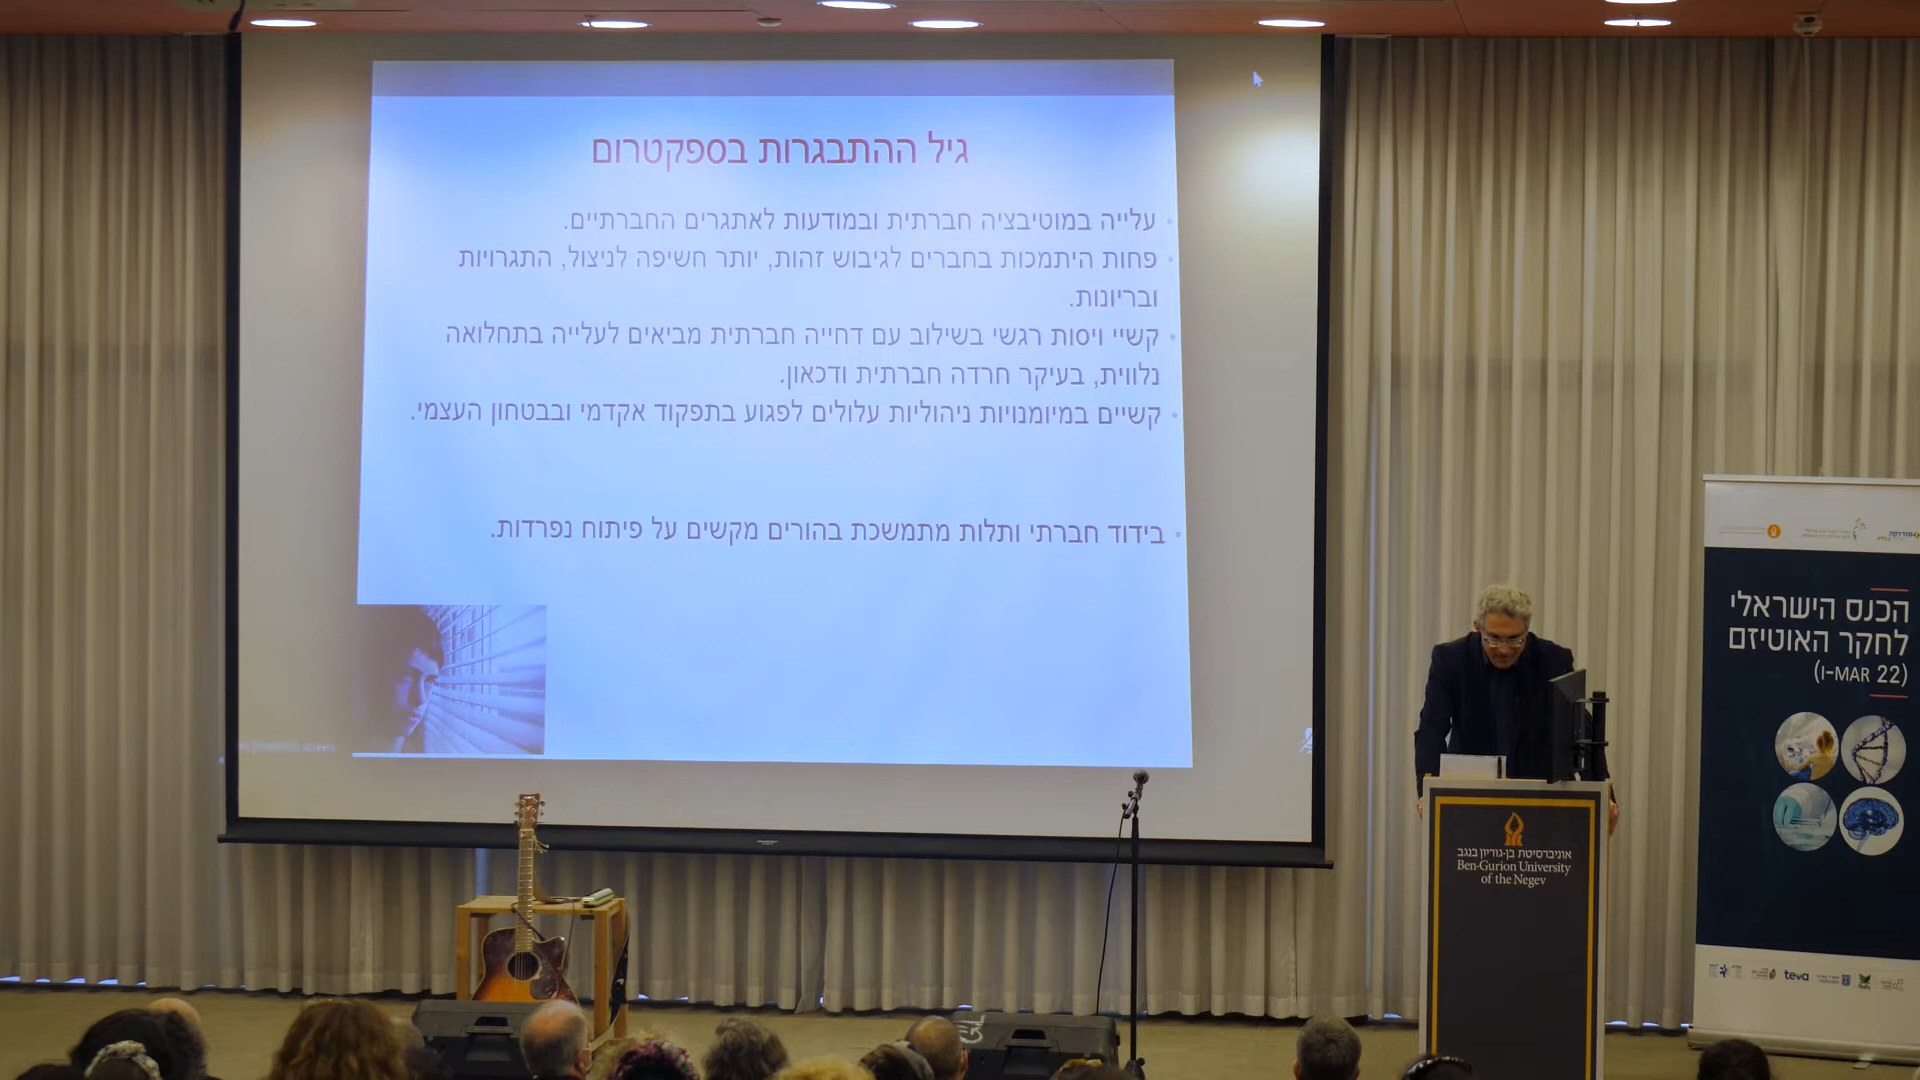 גיל ההתבגרות בספקטרום
עלייה במוטיבציה חברתית ובמודעות לאתגרים החברתיים.
פחות היתמכות בחברים לגיבוש זהות, יותר חשיפה לניצול, התגרויות
ובריונות.
קשיי ויסות רגשי בשילוב עם דחייה חברתית מביאים לעלייה בתחלואה
נלווית, בעיקר חרדה חברתית ודכאון.
קשיים במיומנויות ניהוליות עלולים לפגוע בתפקוד אקדמי ובבטחון העצמי.
בידוד חברתי ותלות מתמשכת בהורים מקשים על פיתוח נפרדות.
הכנס הישראלי
לחקר האוטיזם
(I-MAR 22)
teva
אוניברסיטת בן-גוריון בנגב
Ben-Gurion University
of the Negev